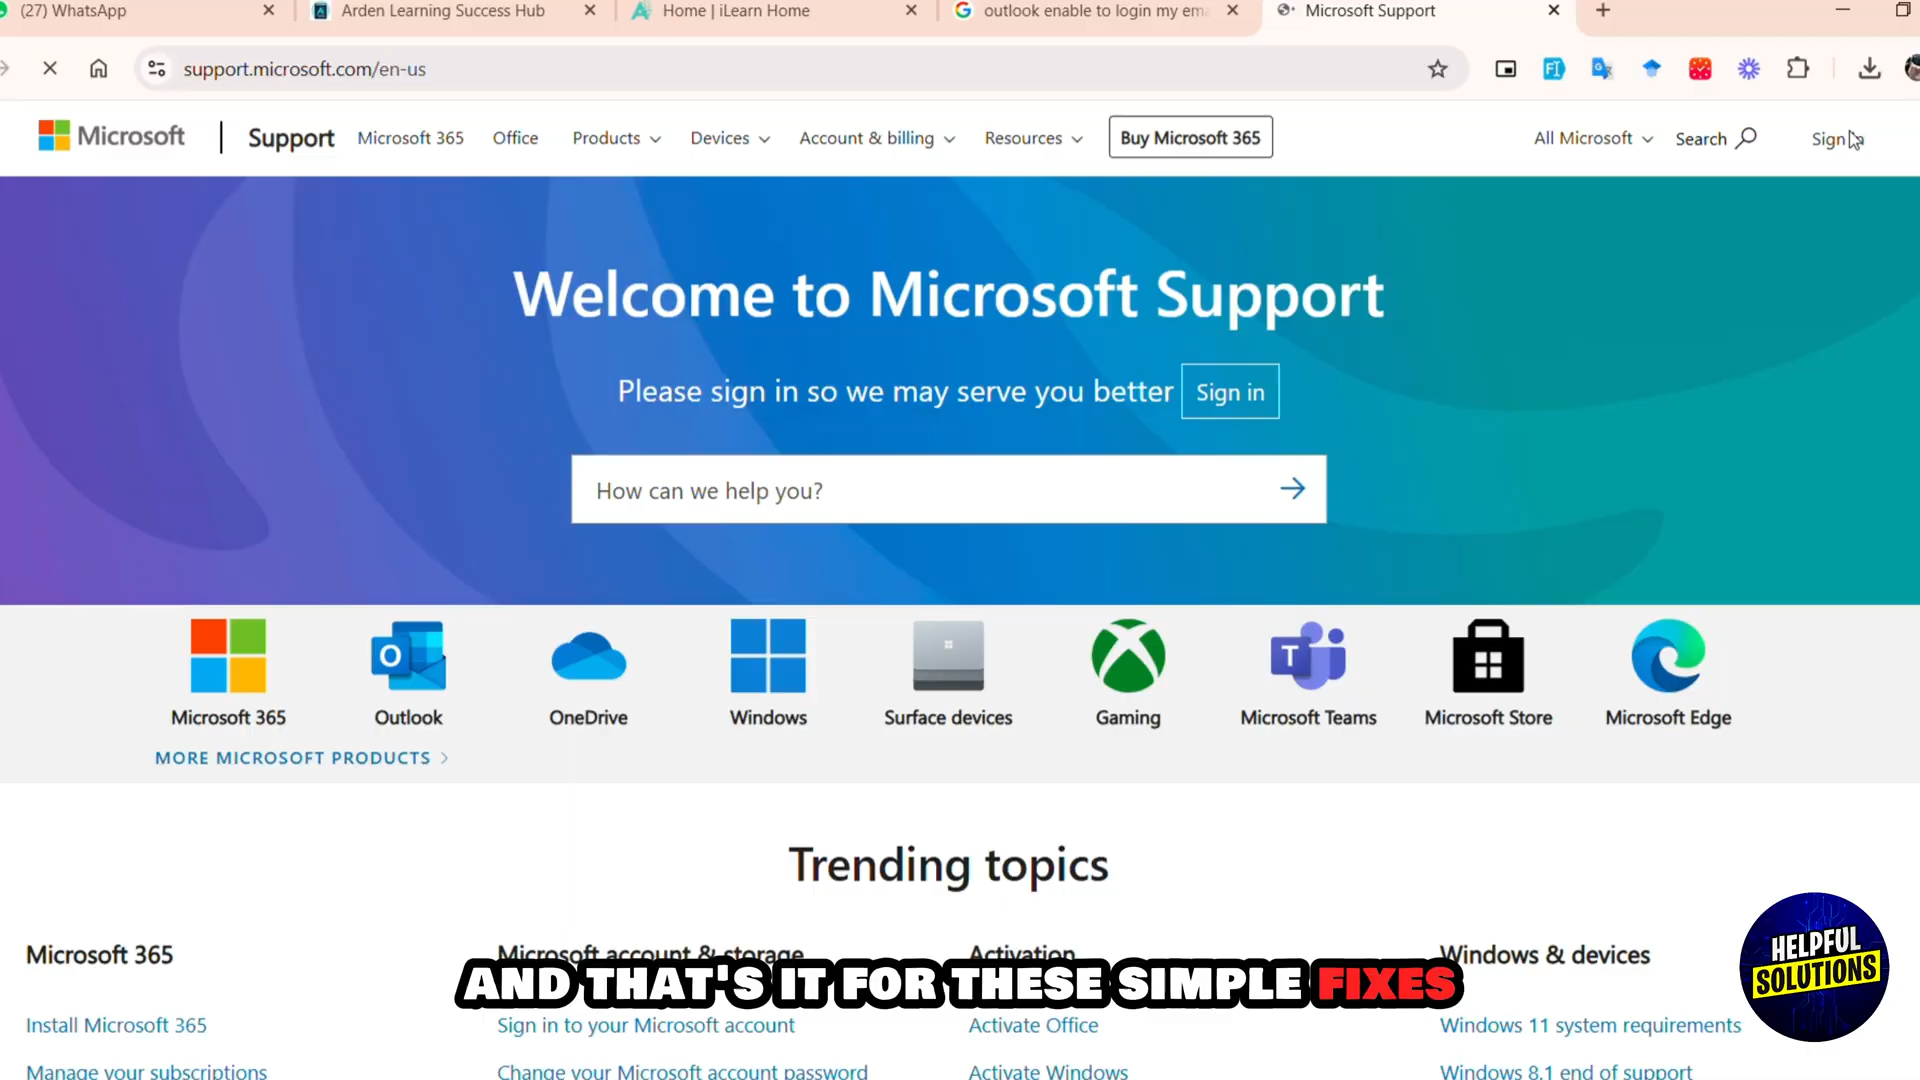 (27) WhatsApp
Arden Learning Success Hub
Home | iLearn Home
outlook enable to login my ema
Microsoft Support
support.microsoft.com/en-us
Microsoft
Support
Microsoft 365
Office
Products
Devices
Account & billing
Resources
Buy Microsoft 365
All Microsoft
Search
Sign
Welcome to Microsoft Support
Please sign in so we may serve you better
Sign in
How can we help you?
Microsoft 365
Outlook
OneDrive
Windows
Surface devices
Gaming
Microsoft Teams
Microsoft Store
Microsoft Edge
MORE MICROSOFT PRODUCTS
Trending topics
Microsoft 365
Microsoft account & storage
Activation
Windows & devices
AND THAT'S IT FOR THESE SIMPLE FIXES
HELPFUL
SOLUTIONS
Install Microsoft 365
Sign in to your Microsoft account
Activate Office
Windows 11 system requirements
Manage your subscriptions
Change your Microsoft account password
Activate Windows
Windows 8.1 end of support